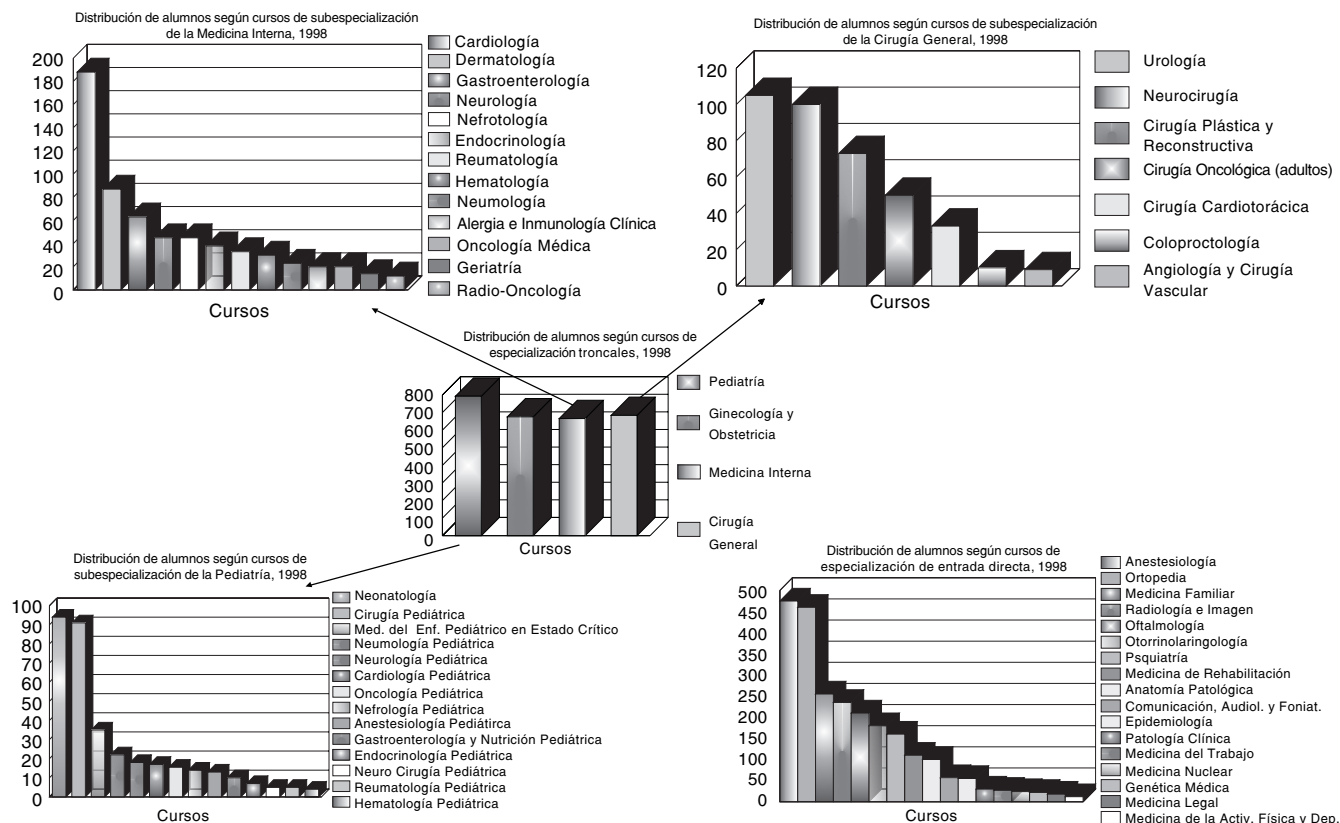 Distribución de alumnos según cursos de subespecialización
de la Medicina Interna, 1998
200
180
160
140
120
100
80
60
40
20
0
Cursos
Cardiología
Dermatología
Gastroenterología
Neurología
Nefrotología
Endocrinología
Reumatología
Hematología
Neumología
Alergia e Inmunología Clínica
Oncología Médica
Geriatría
Radio-Oncología
Distribución de alumnos según cursos de subespecialización
de la Cirugía General, 1998
120
100
80
60
40
20
0
Cursos
Urología
Neurocirugía
Cirugía Plástica y
Reconstructiva
Cirugía Oncológica (adultos)
Cirugía Cardiotorácica
Coloproctología
Angiología y Cirugía
Vascular
Distribución de alumnos según cursos de
especialización troncales, 1998
800
700
600
500
400
300
200
100
0
Cursos
Pediatría
Ginecología y
Obstetricia
Medicina Interna
Cirugía
General
Distribución de alumnos según cursos de
subespecialización de la Pediatría, 1998
100
90
80
70
60
50
40
30
20
10
0
Cursos
Neonatología
Cirugía Pediátrica
Med. del Enf. Pediátrico en Estado Crítico
Neumología Pediátrica
Neurología Pediátrica
Cardiología Pediátrica
Oncología Pediátrica
Nefrología Pediátrica
Anestesiología Pediátirca
Gastroenterología y Nutrición Pediátrica
Endocrinología Pediátrica
Neuro Cirugía Pediátrica
Reumatología Pediátrica
Hematología Pediátrica
Distribución de alumnos según cursos de
especialización de entrada directa, 1998
500
450
400
350
300
250
200
150
100
50
0
Cursos
Anestesiología
Ortopedia
Medicina Familiar
Radiología e Imagen
Oftalmología
Otorrinolaringología
Psquiatría
Medicina de Rehabilitación
Anatomía Patológica
Comunicación, Audiol. y Foniat.
Epidemiología
Patología Clínica
Medicina del Trabajo
Medicina Nuclear
Genética Médica
Medicina Legal
Medicina de la Activ. Física y Dep.